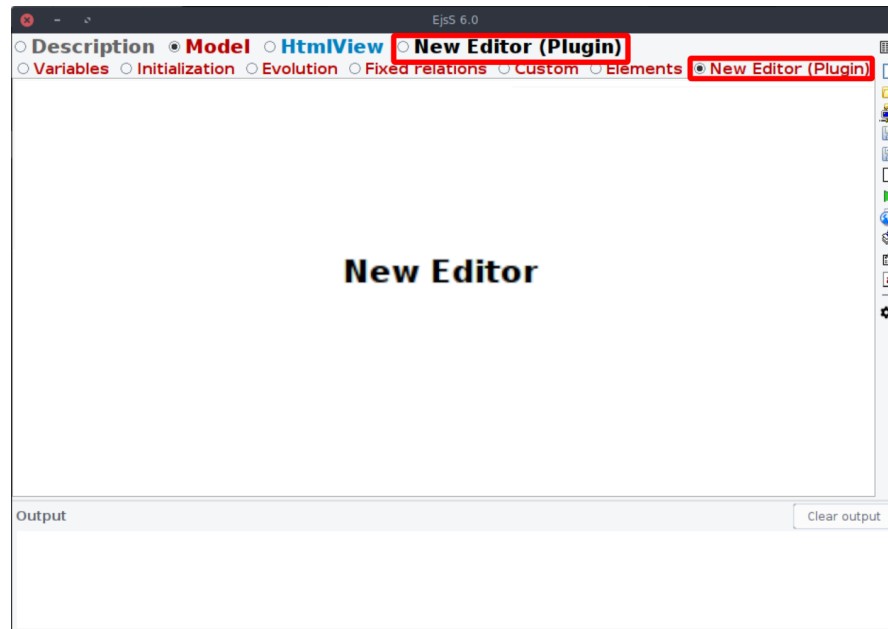 EjsS 6.0
Description Model HtmlView New Editor (Plugin)
Variables Initialization Evolution Fixed relations Custom Elements New Editor (Plugin)
New Editor
Output Clear output